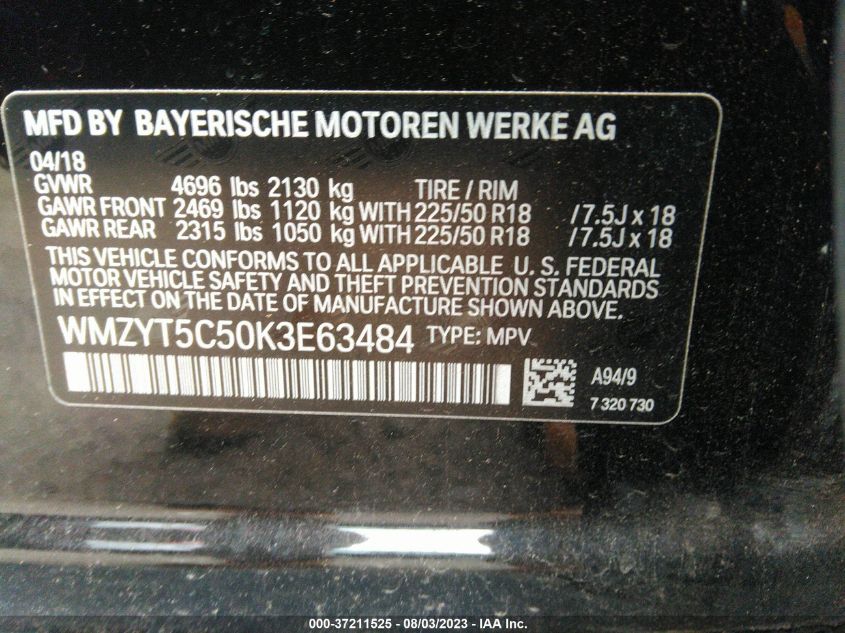 MFD BY BAYERISCHE MOTOREN WERKE AG
04/18
GVWR 4696 lbs 2130 kg TIRE / RIM
GAWR FRONT 2469 lbs 1120 kg WITH 225/50 R18 /7.5J x 18
GAWR REAR 2315 lbs 1050 kg WITH 225/50 R18 /7.5J x 18
THIS VEHICLE CONFORMS TO ALL APPLICABLE U. S. FEDERAL
MOTOR VEHICLE SAFETY AND THEFT PREVENTION STANDARDS
IN EFFECT ON THE DATE OF MANUFACTURE SHOWN ABOVE.
WMZYT5C50K3E63484 TYPE: MPV
A94/9
7 320 730
000-37211525 - 08/03/2023 - IAA Inc.